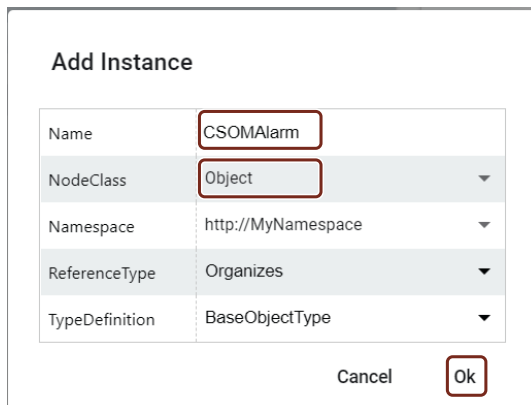 Add Instance
Name CSOMAlarm
NodeClass Object
Namespace http://MyNamespace
ReferenceType Organizes
TypeDefinition BaseObjectType
Cancel Ok